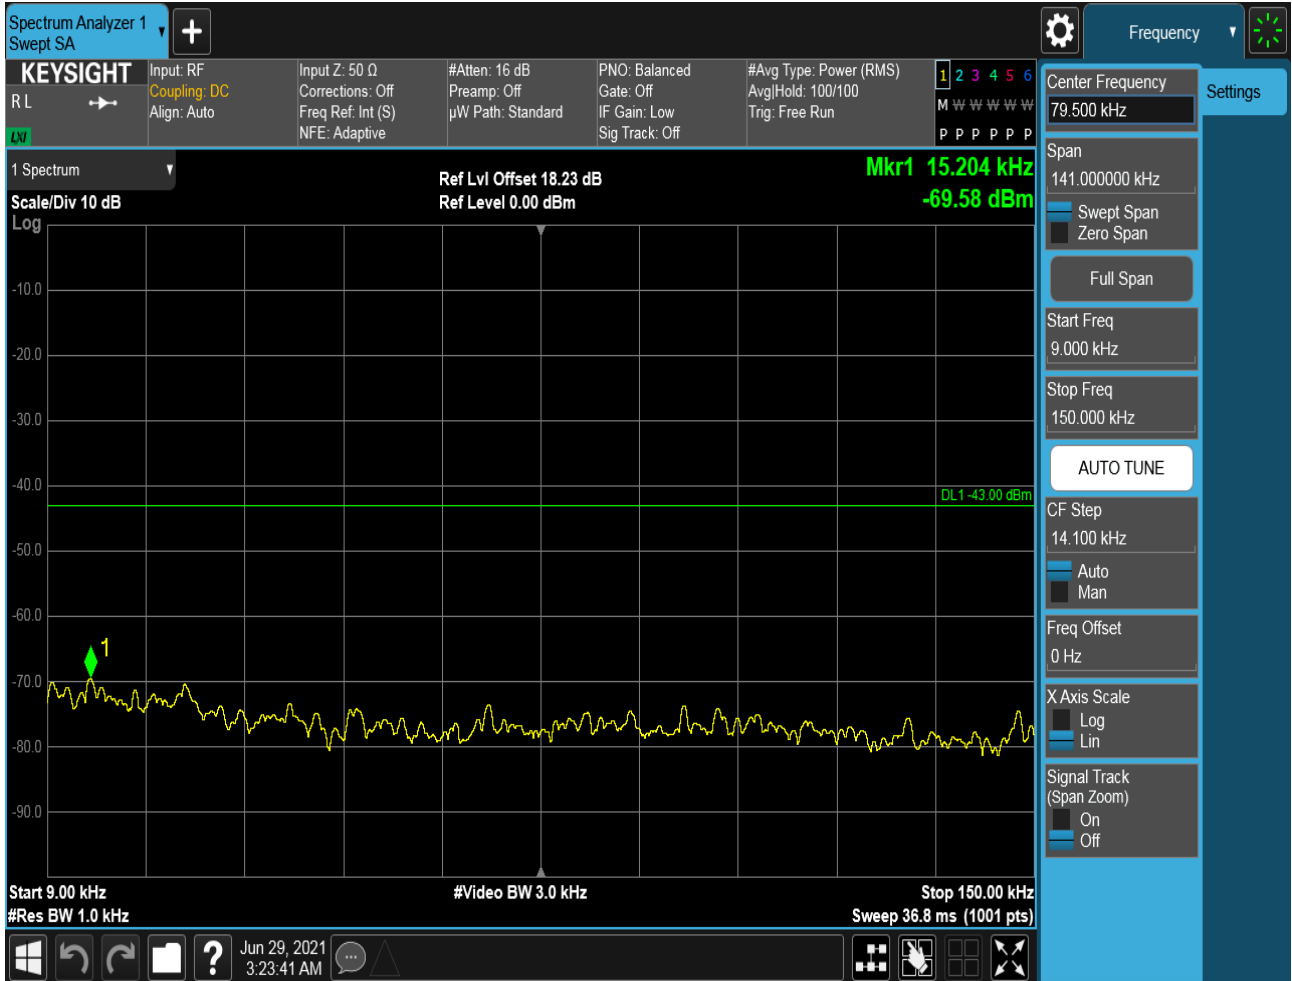 Spectrum Analyzer 1
Swept SA
+
Frequency
KEYSIGHT
R L
LXI
Input: RF
Coupling: DC
Align: Auto
Input Z: 50 Ω
Corrections: Off
Freq Ref: Int (S)
NFE: Adaptive
#Atten: 16 dB
Preamp: Off
µW Path: Standard
PNO: Balanced
Gate: Off
IF Gain: Low
Sig Track: Off
#Avg Type: Power (RMS)
Avg|Hold: 100/100
Trig: Free Run
1 2 3 4 5 6
M W W W W W
P P P P P P
1 Spectrum
Scale/Div 10 dB
Log
Ref Lvl Offset 18.23 dB
Ref Level 0.00 dBm
Mkr1 15.204 kHz
-69.58 dBm
-10.0
-20.0
-30.0
-40.0
DL1 -43.00 dBm
-50.0
-60.0
1
-70.0
-80.0
-90.0
Start 9.00 kHz
#Video BW 3.0 kHz
Stop 150.00 kHz
#Res BW 1.0 kHz
Sweep 36.8 ms (1001 pts)
?
Jun 29, 2021
3:23:41 AM
Center Frequency
79.500 kHz
Settings
Span
141.000000 kHz
Swept Span
Zero Span
Full Span
Start Freq
9.000 kHz
Stop Freq
150.000 kHz
AUTO TUNE
CF Step
14.100 kHz
Auto
Man
Freq Offset
0 Hz
X Axis Scale
Log
Lin
Signal Track
(Span Zoom)
On
Off